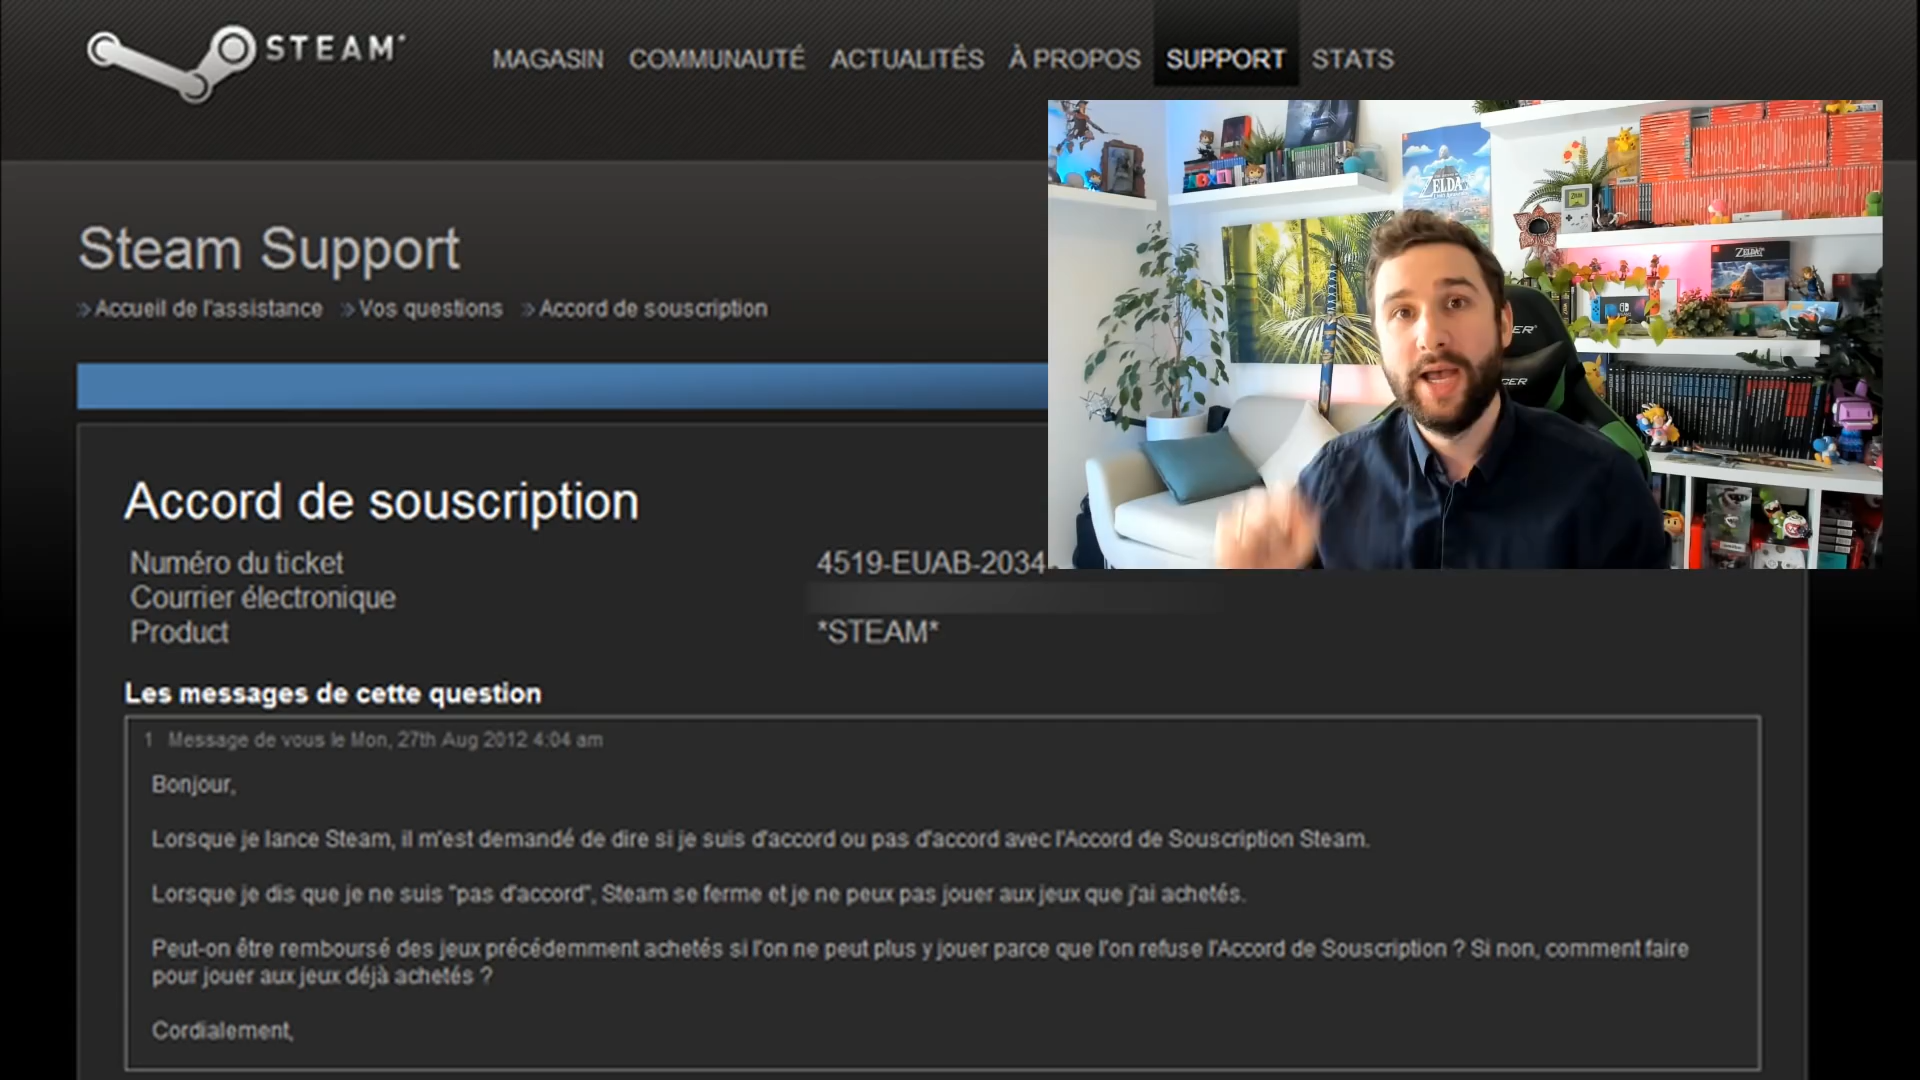 STEAM
MAGASIN COMMUNAUTÉ ACTUALITÉS À PROPOS SUPPORT STATS
Steam Support
» Accueil de l'assistance » Vos questions » Accord de souscription
ZELDA
ZELDA
Accord de souscription
Numéro du ticket 4519-EUAB-2034
Courrier électronique
Product *STEAM*
Les messages de cette question
1 Message de vous le Mon, 27th Aug 2012 4:04 am
Bonjour,
Lorsque je lance Steam, il m'est demandé de dire si je suis d'accord ou pas d'accord avec l'Accord de Souscription Steam.
Lorsque je dis que je ne suis "pas d'accord", Steam se ferme et je ne peux pas jouer aux jeux que j'ai achetés.
Peut-on être remboursé des jeux précédemment achetés si l'on ne peut plus y jouer parce que l'on refuse l'Accord de Souscription ? Si non, comment faire
pour jouer aux jeux déjà achetés ?
Cordialement,